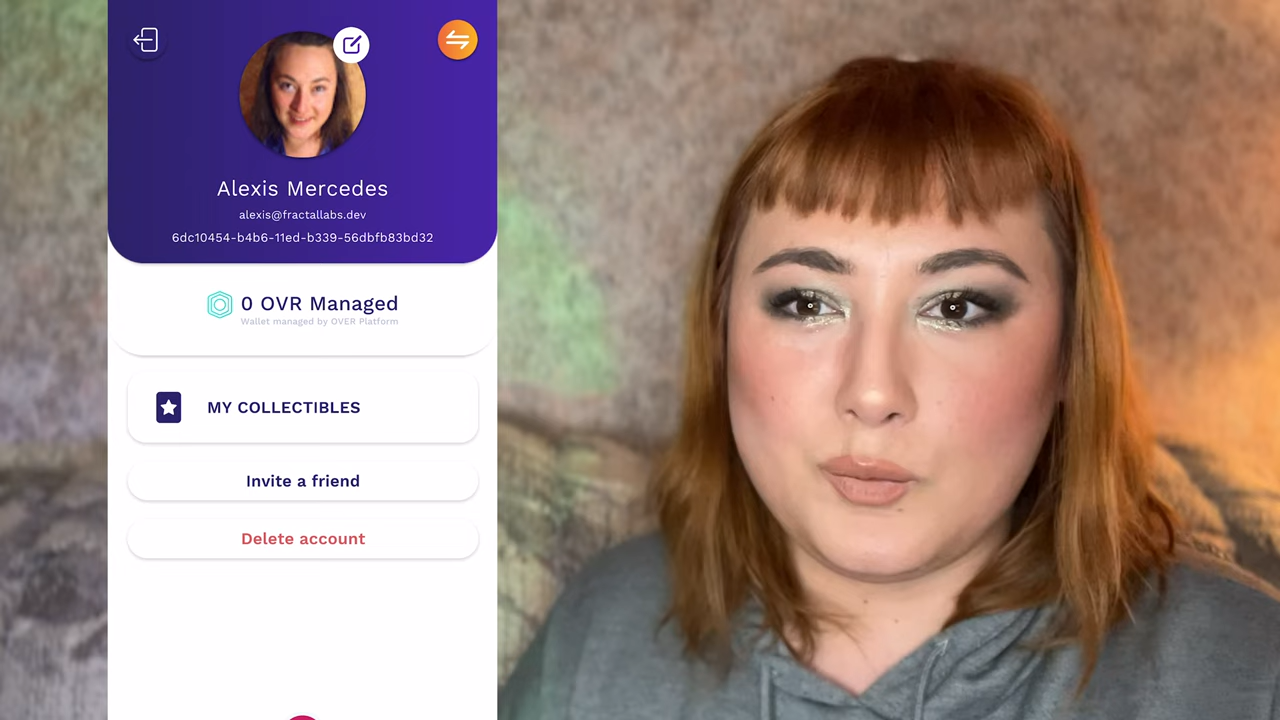 Alexis Mercedes
alexis@fractallabs.dev
6dc10454-b4b6-11ed-b339-56dbfb83bd32
0 OVR Managed
Wallet managed by OVER Platform
MY COLLECTIBLES
Invite a friend
Delete account